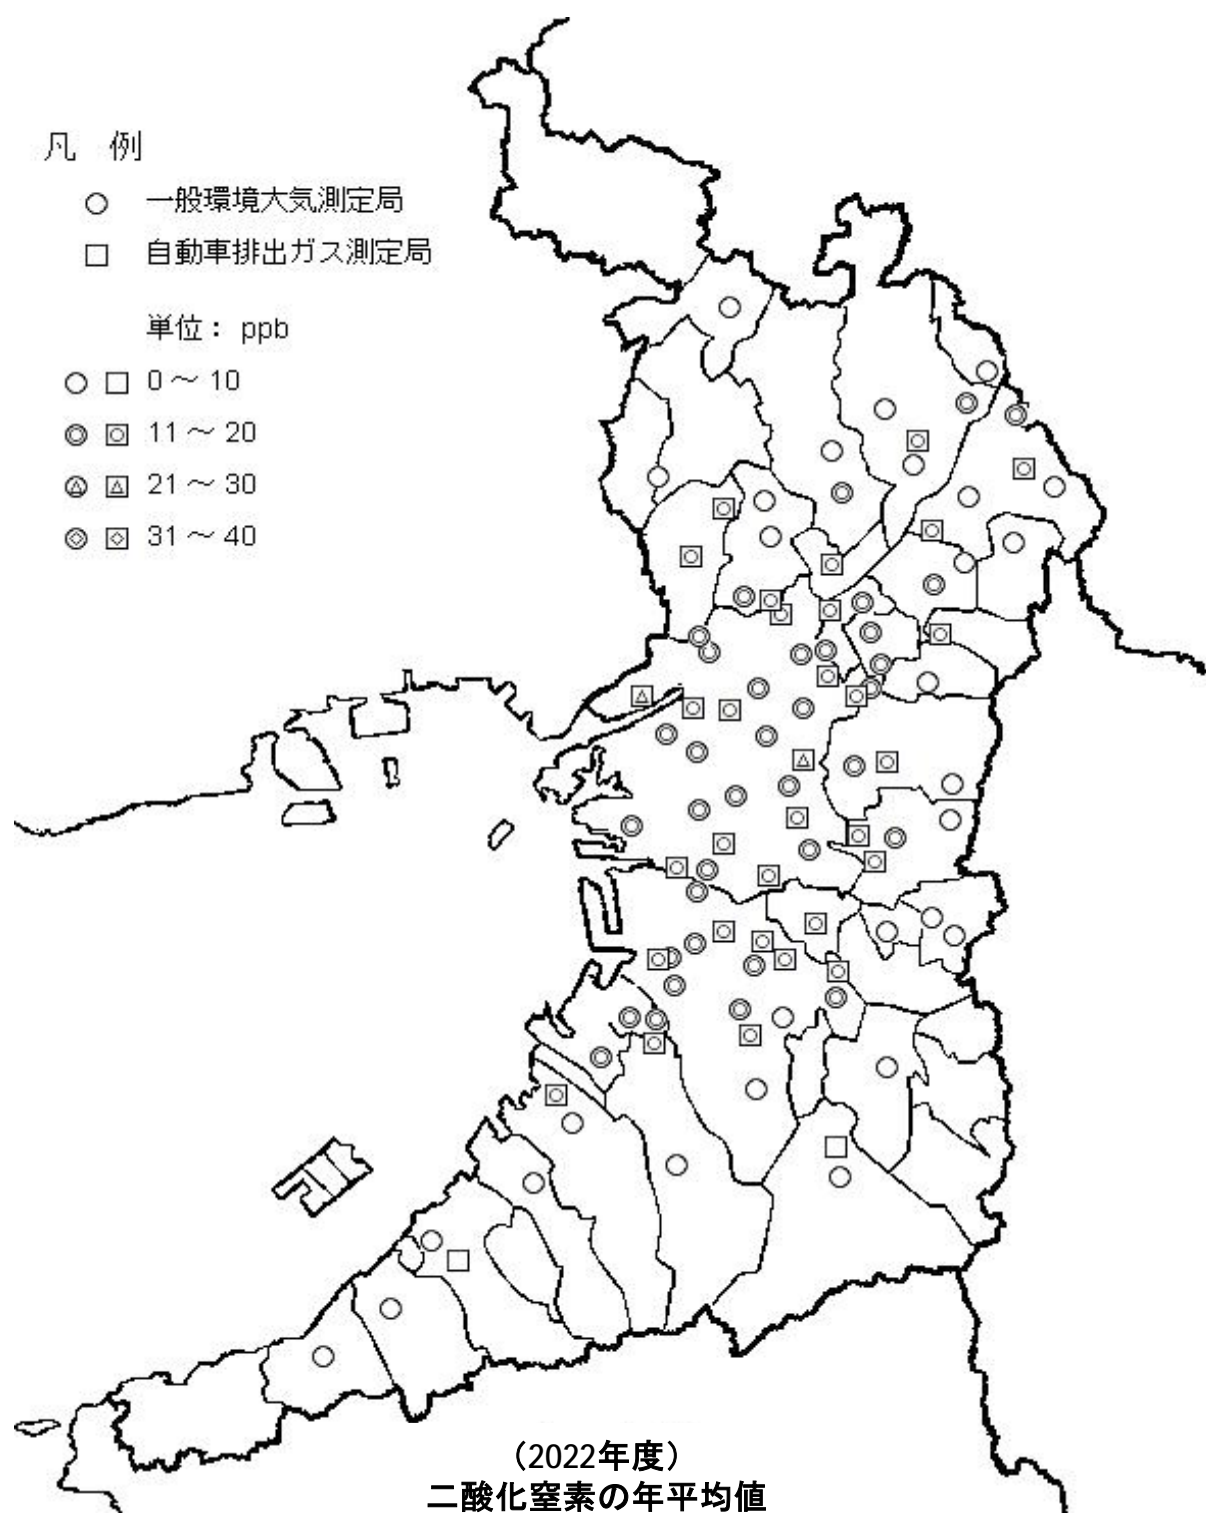 凡 例
一般環境大気測定局
自動車排出ガス測定局
単位： ppb
0～10
11～20
21～30
31～40
（2022年度）
二酸化窒素の年平均値